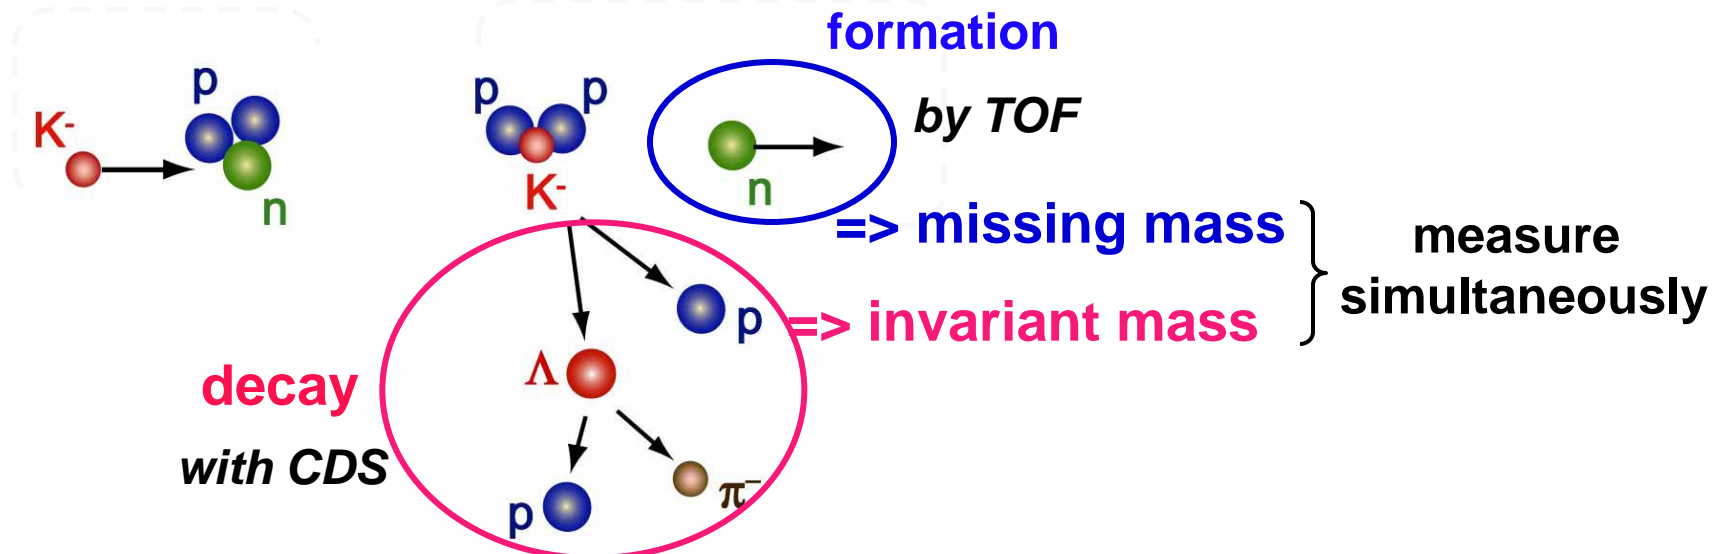 formation
by TOF
p
K-
n
p
p
K-
n
=> missing mass
measure
simultaneously
p
=> invariant mass
Λ
decay
with CDS
p
π−